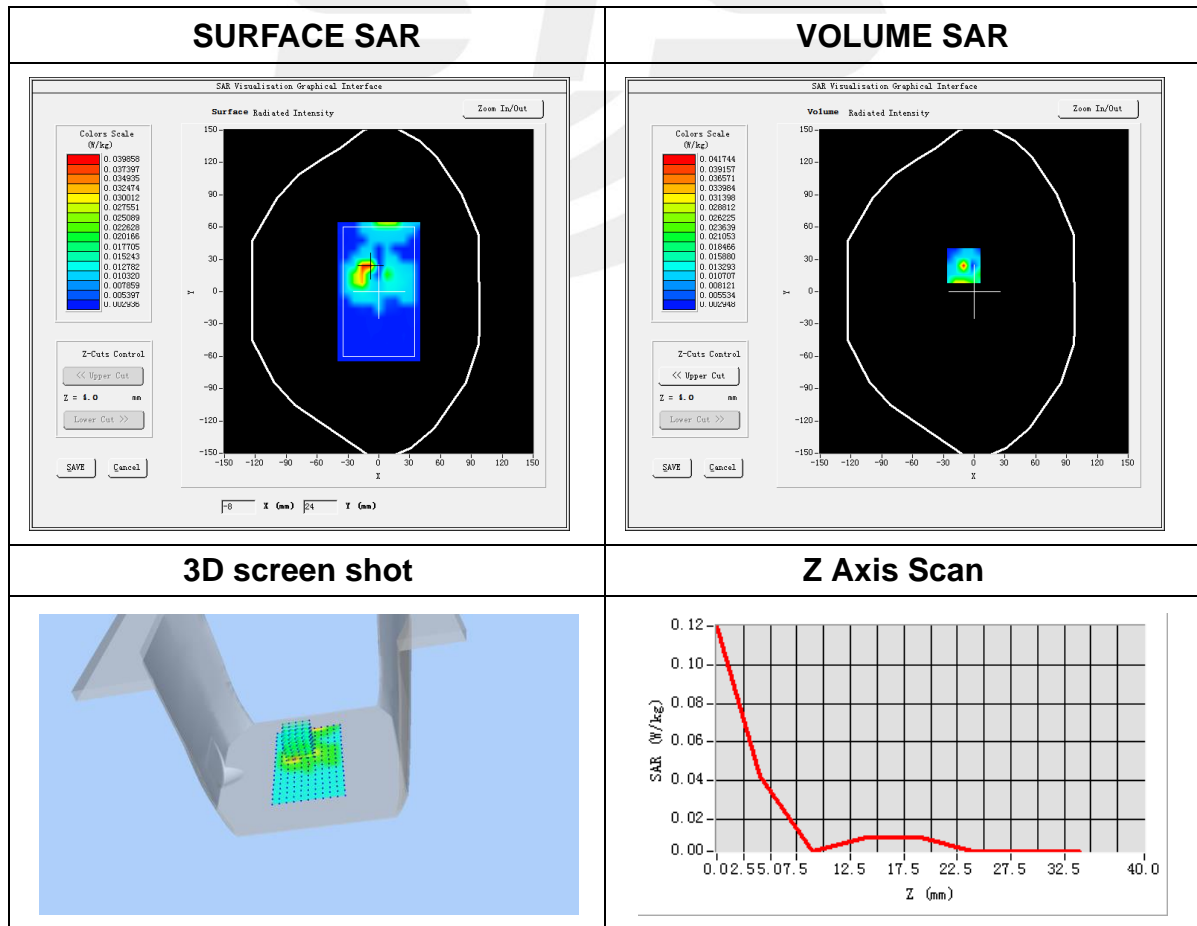 SURFACE SAR
VOLUME SAR
SAR Visualisation Graphical Interface
Surface Radiated Intensity
Zoom In/Out
Colors Scale
(W/kg)
0.039858
0.037397
0.034935
0.032474
0.030012
0.027551
0.025089
0.022628
0.020166
0.017705
0.015243
0.012782
0.010320
0.007859
0.005397
0.002936
Z-Cuts Control
<< Upper Cut
Z = 4.0 mm
Lower Cut >>
SAVE
Cancel
150
120
90
60
30
0
-30
-60
-90
-120
-150
Y
-150 -120 -90 -60 -30 0 30 60 90 120 150
X
-8 X (mm) 24 Y (mm)
SAR Visualisation Graphical Interface
Volume Radiated Intensity
Zoom In/Out
Colors Scale
(W/kg)
0.041744
0.039157
0.036571
0.033984
0.031398
0.028812
0.026225
0.023639
0.021053
0.018466
0.015880
0.013293
0.010707
0.008121
0.005534
0.002948
Z-Cuts Control
<< Upper Cut
Z = 4.0 mm
Lower Cut >>
SAVE
Cancel
150
120
90
60
30
0
-30
-60
-90
-120
-150
Y
-150 -120 -90 -60 -30 0 30 60 90 120 150
X
3D screen shot
Z Axis Scan
0.12
0.10
0.08
0.06
0.04
0.02
0.00
SAR (W/kg)
0.0 2.5 5.0 7.5 12.5 17.5 22.5 27.5 32.5 40.0
Z (mm)